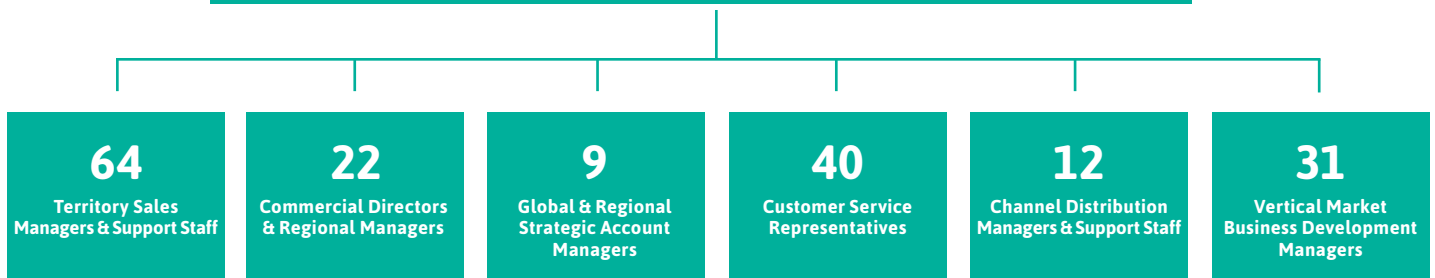 64
Territory Sales
Managers & Support Staff
22
Commercial Directors
& Regional Managers
9
Global & Regional
Strategic Account
Managers
40
Customer Service
Representatives
12
Channel Distribution
Managers & Support Staff
31
Vertical Market
Business Development
Managers